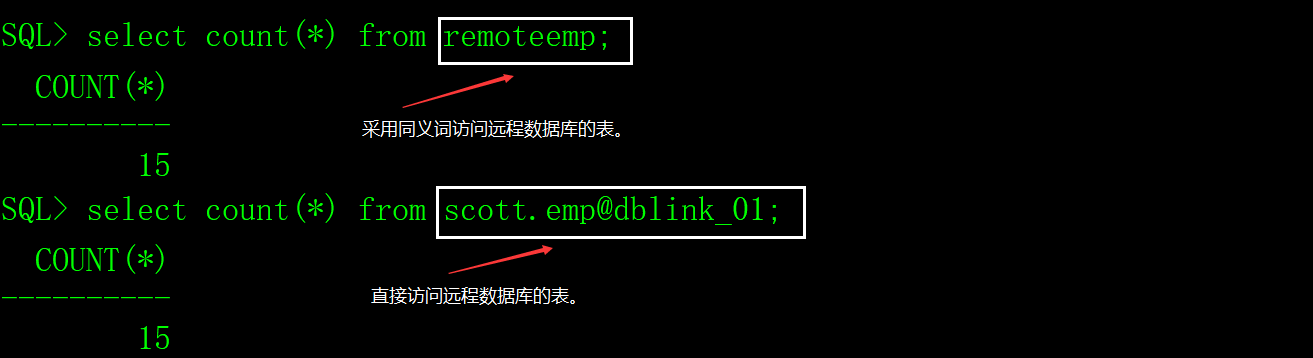 SQL> select count(*) from remoteemp;
COUNT(*)
----------
采用同义词访问远程数据库的表。
15
SQL> select count(*) from scott.emp@dblink_01;
COUNT(*)
----------
直接访问远程数据库的表。
15